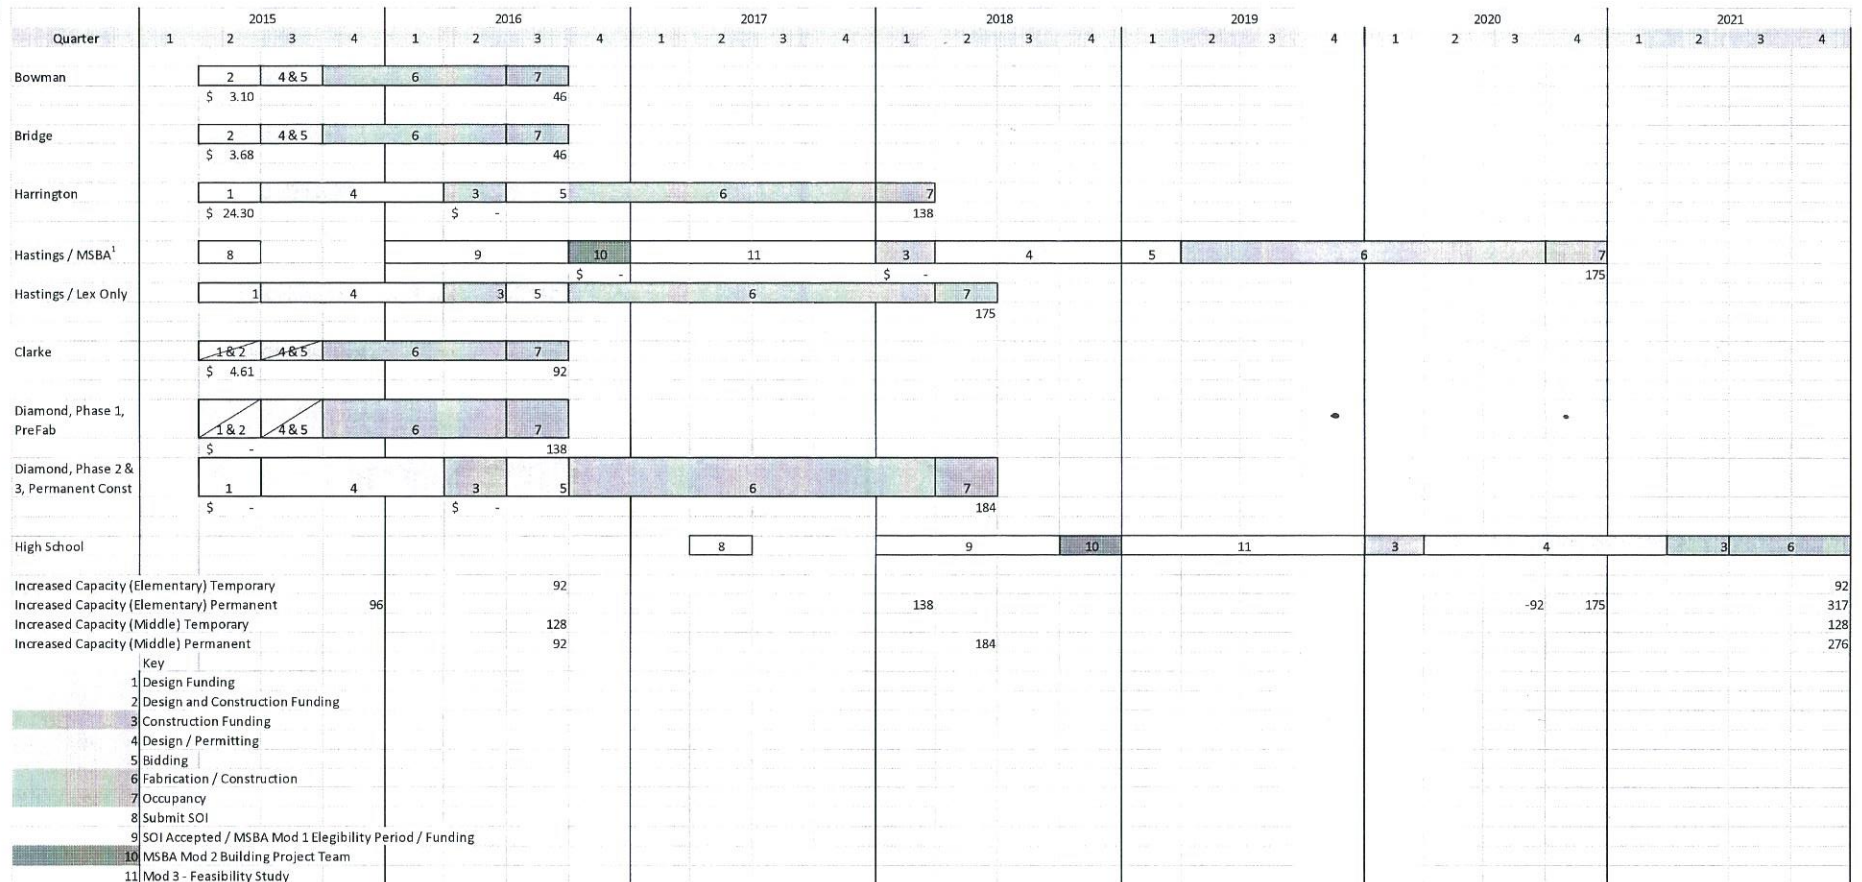 2015 2016 2017 2018 2019 2020 2021
Quarter 1 2 3 4 1 2 3 4 1 2 3 4 1 2 3 4 1 2 3 4 1 2 3 4 1 2 3 4
Bowman 2 4 & 5 6 7
$ 3.10 46
Bridge 2 4 & 5 6 7
$ 3.68 46
Harrington 1 4 3 5 6 7
$ 24.30 $ - 138
Hastings / MSBA¹ 8 9 10 11 3 4 5 6 7
$ - $ - 175
Hastings / Lex Only 1 4 3 5 6 7
175
Clarke 1 & 2 4 & 5 6 7
$ 4.61 92
Diamond, Phase 1,
PreFab 1 & 2 4 & 5 6 7
$ - 138
Diamond, Phase 2 &
3, Permanent Const 1 4 3 5 6 7
$ - $ - 184
High School 8 9 10 11 3 4 3 6
Increased Capacity (Elementary) Temporary 92 92
Increased Capacity (Elementary) Permanent 96 138 -92 175 317
Increased Capacity (Middle) Temporary 128 128
Increased Capacity (Middle) Permanent 92 184 276
Key
1 Design Funding
2 Design and Construction Funding
3 Construction Funding
4 Design / Permitting
5 Bidding
6 Fabrication / Construction
7 Occupancy
8 Submit SOI
9 SOI Accepted / MSBA Mod 1 Elegibility Period / Funding
10 MSBA Mod 2 Building Project Team
11 Mod 3 - Feasibility Study